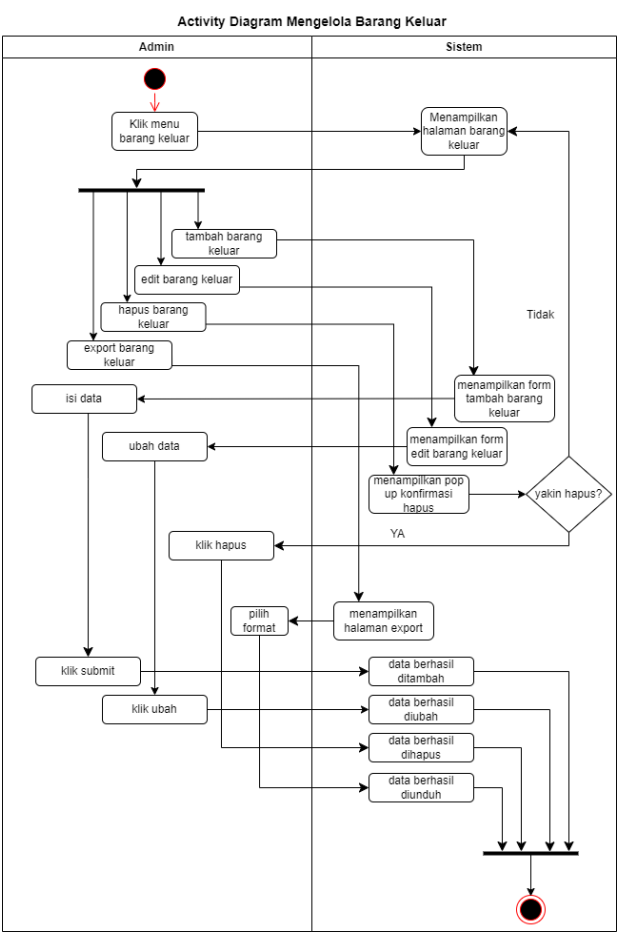 Activity Diagram Mengelola Barang Keluar
Admin
Sistem
Klik menu
barang keluar
Menampilkan
halaman barang
keluar
tambah barang
keluar
edit barang keluar
hapus barang
keluar
export barang
keluar
Tidak
isi data
menampilkan form
tambah barang
keluar
ubah data
menampilkan form
edit barang keluar
menampilkan pop
up konfirmasi
hapus
yakin hapus?
YA
klik hapus
pilih
format
menampilkan
halaman export
klik submit
data berhasil
ditambah
klik ubah
data berhasil
diubah
data berhasil
dihapus
data berhasil
diunduh